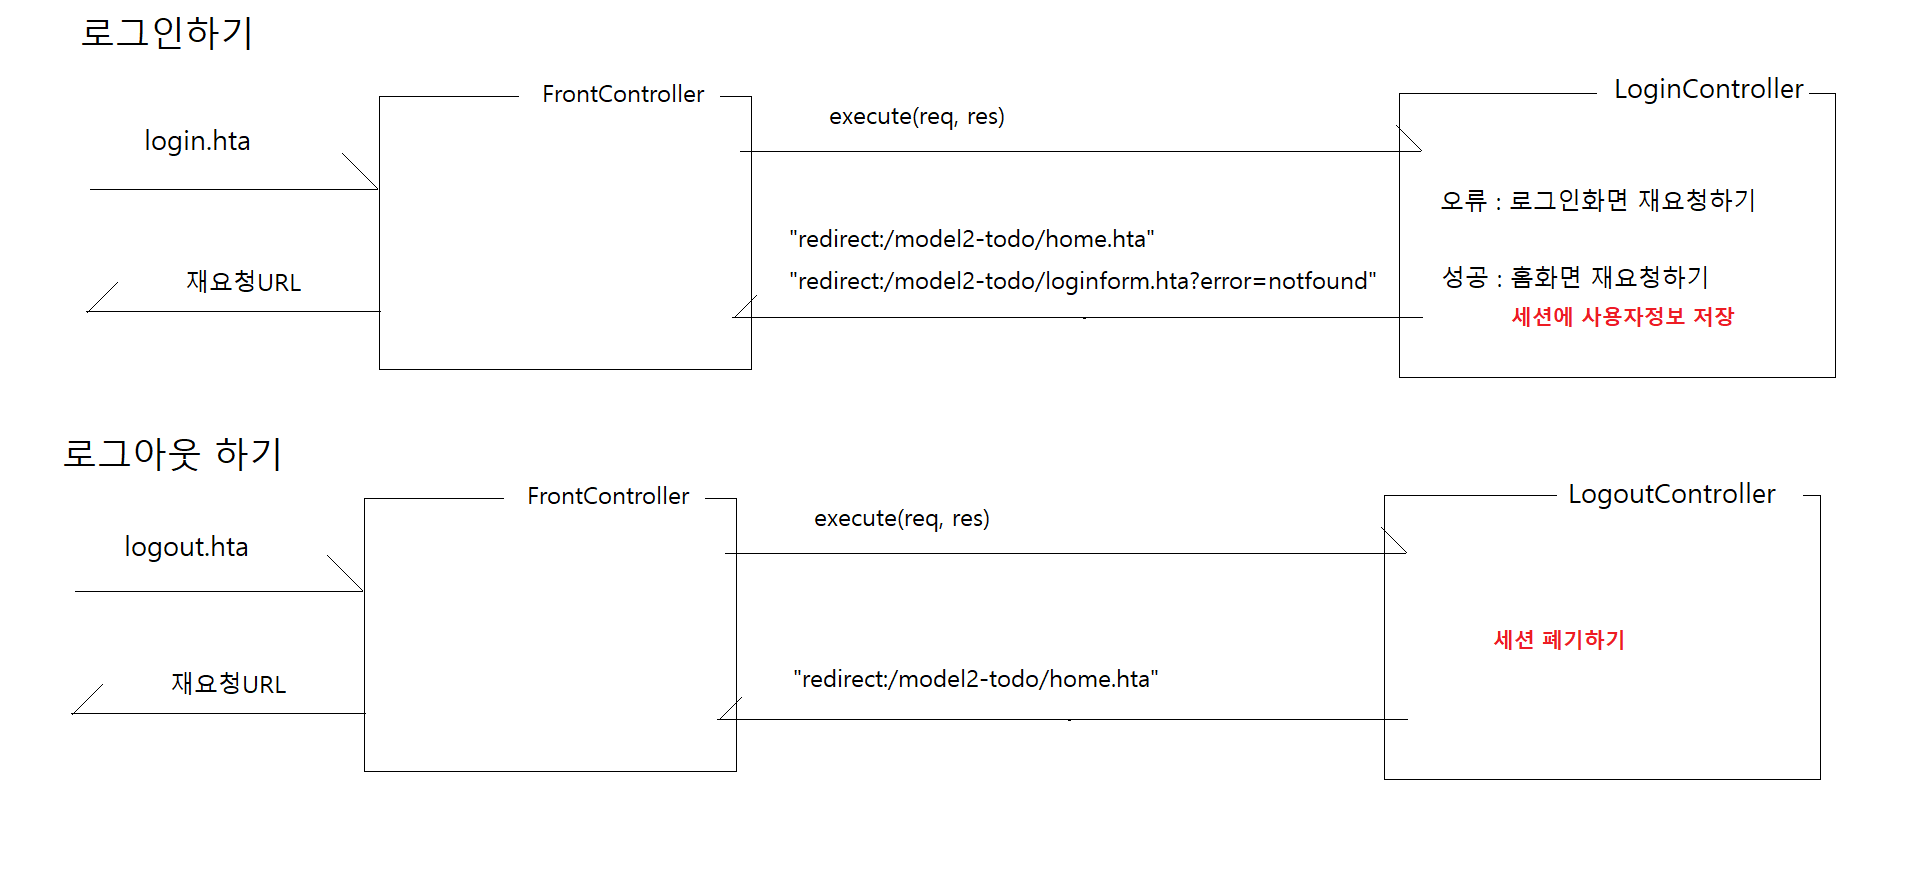 로그인하기
FrontController
LoginController
login.hta
execute(req, res)
오류 : 로그인화면 재요청하기
"redirect:/model2-todo/home.hta"
재요청URL
"redirect:/model2-todo/loginform.hta?error=notfound"
성공 : 홈화면 재요청하기
세션에 사용자정보 저장
로그아웃 하기
FrontController
LogoutController
logout.hta
execute(req, res)
세션 폐기하기
재요청URL
"redirect:/model2-todo/home.hta"